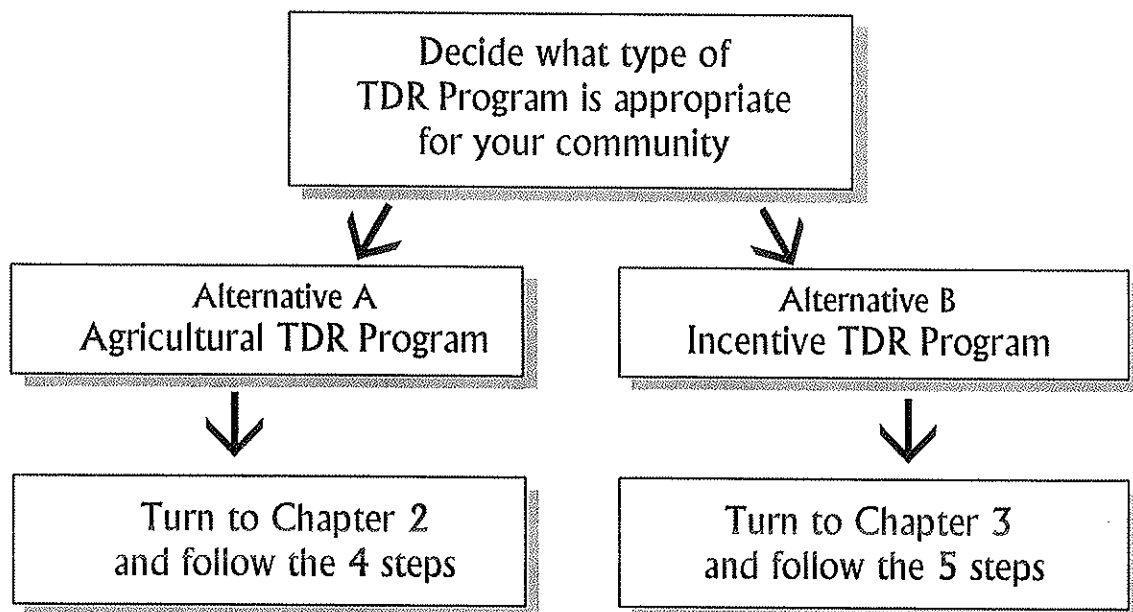 Decide what type of
TDR Program is appropriate
for your community
Alternative A
Agricultural TDR Program
Alternative B
Incentive TDR Program
Turn to Chapter 2
and follow the 4 steps
Turn to Chapter 3
and follow the 5 steps